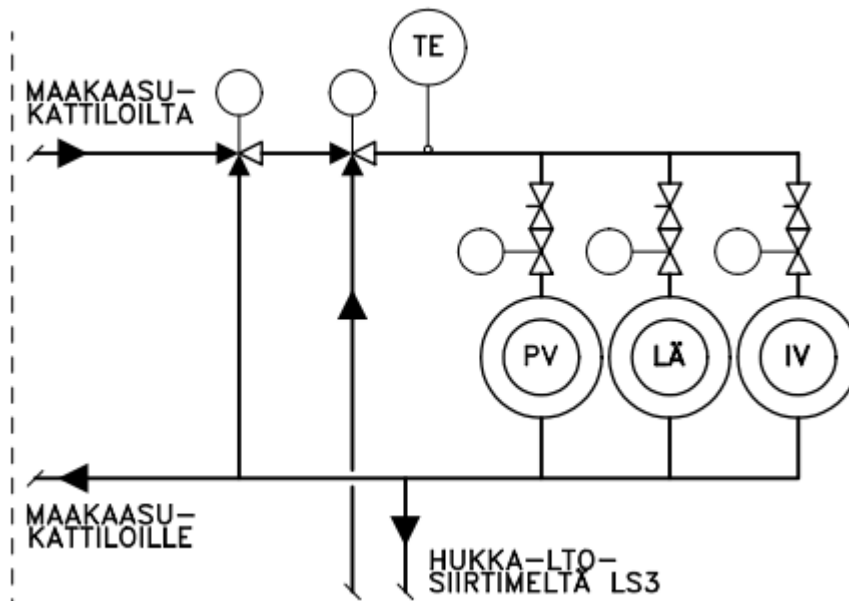 TE
MAAKAASU-
KATTILOILTA
PV LÄ IV
MAAKAASU-
KATTILOILLE
HUKKA-LTO-
SIIRTIMELTÄ LS3